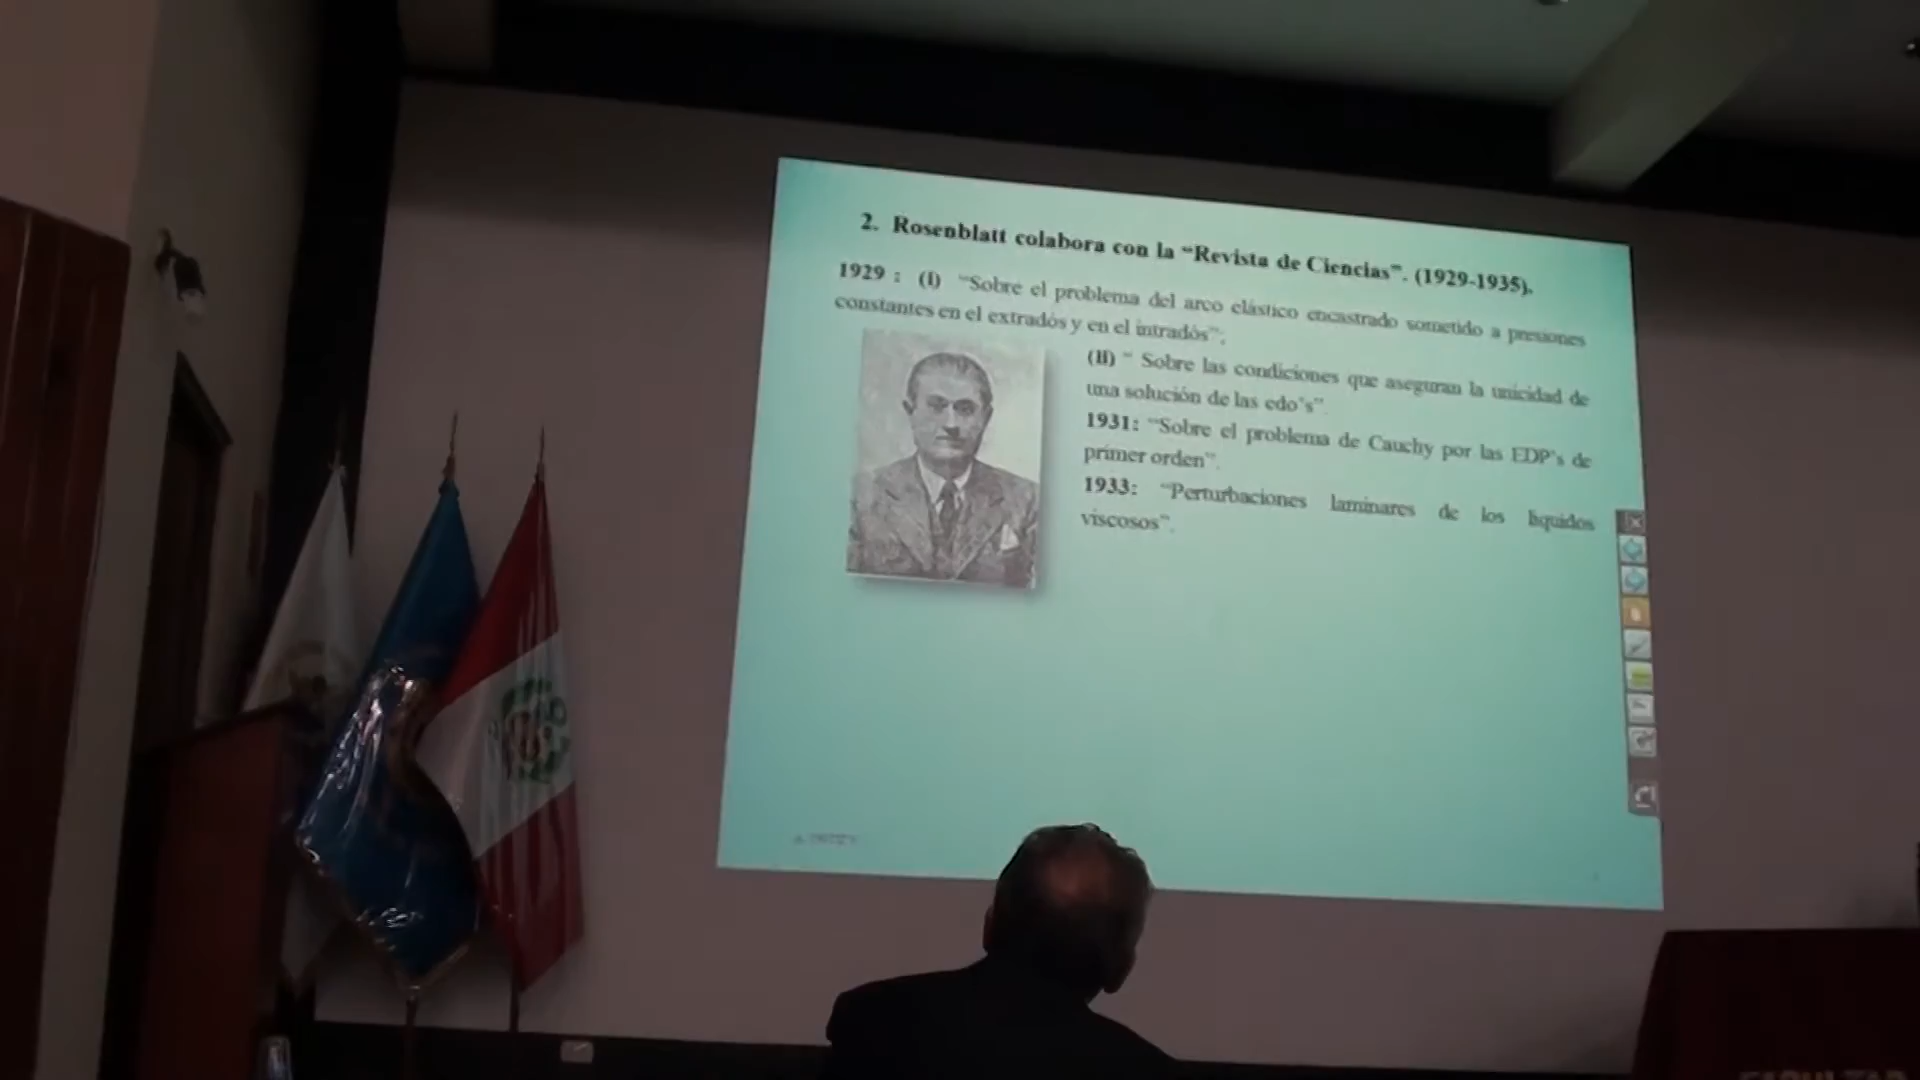 2. Rosenblatt colabora con la “Revista de Ciencias”. (1929-1935).
1929 : (I) “Sobre el problema del arco elástico encastrado sometido a presiones
constantes en el extradós y en el intradós”;
(II) “ Sobre las condiciones que aseguran la unicidad de
una solución de las edo’s”.
1931: “Sobre el problema de Cauchy por las EDP’s de
primer orden”.
1933: “Perturbaciones laminares de los líquidos
viscosos”.
FACULTAD